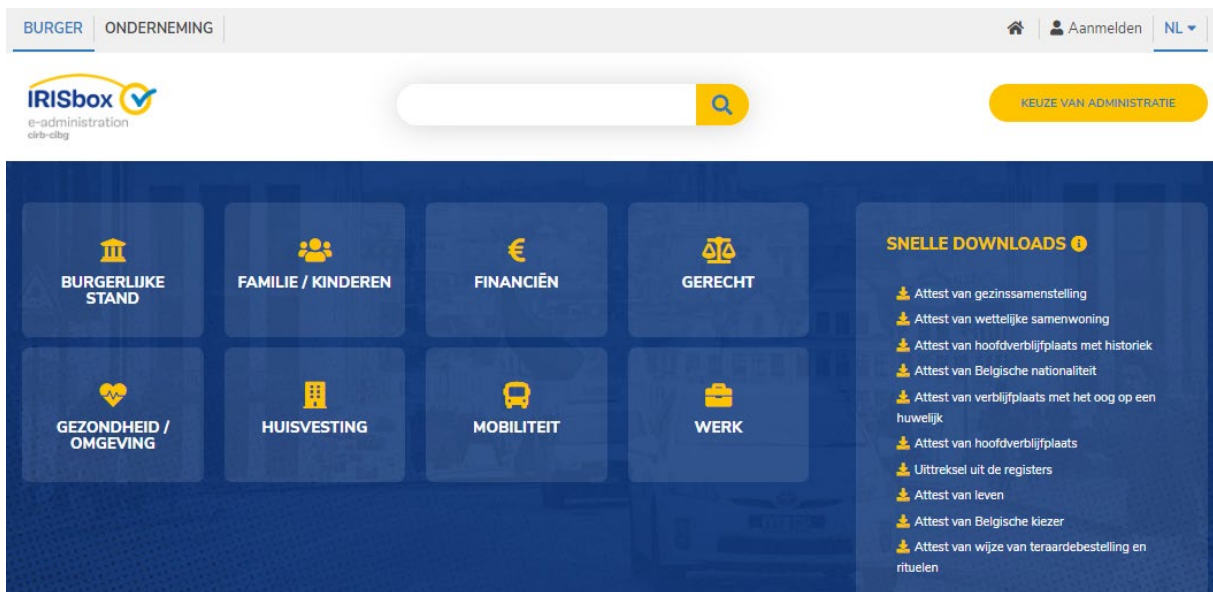 BURGER
ONDERNEMING
Aanmelden
NL
IRISbox
e-administration
cirb-cibg
KEUZE VAN ADMINISTRATIE
BURGERLIJKE
STAND
FAMILIE / KINDEREN
FINANCIËN
GERECHT
GEZONDHEID /
OMGEVING
HUISVESTING
MOBILITEIT
WERK
SNELLE DOWNLOADS
Attest van gezinssamenstelling
Attest van wettelijke samenwoning
Attest van hoofdverblijfplaats met historiek
Attest van Belgische nationaliteit
Attest van verblijfplaats met het oog op een
huwelijk
Attest van hoofdverblijfplaats
Uittreksel uit de registers
Attest van leven
Attest van Belgische kiezer
Attest van wijze van teraardebestelling en
rituelen